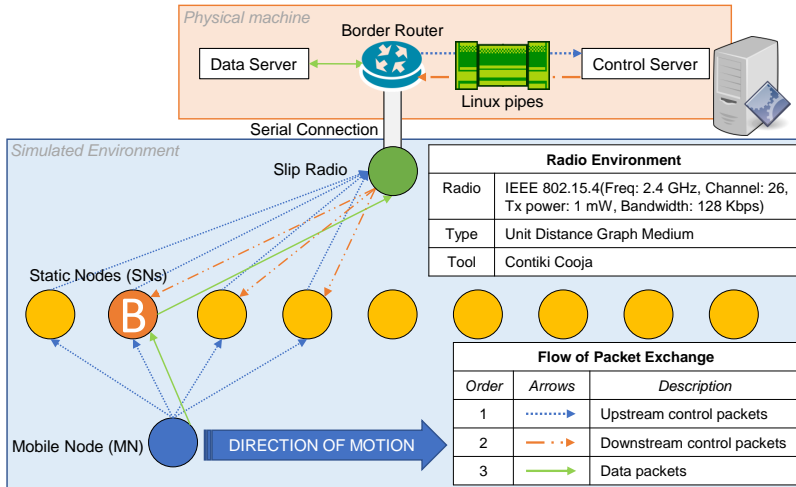 Physical machine
Border Router
Data Server
Control Server
Linux pipes
Serial Connection
Simulated Environment
Slip Radio
Radio Environment
Radio IEEE 802.15.4(Freq: 2.4 GHz, Channel: 26,
Tx power: 1 mW, Bandwidth: 128 Kbps)
Type Unit Distance Graph Medium
Tool Contiki Cooja
Static Nodes (SNs)
B
Flow of Packet Exchange
Order Arrows Description
1 Upstream control packets
2 Downstream control packets
3 Data packets
Mobile Node (MN)
DIRECTION OF MOTION